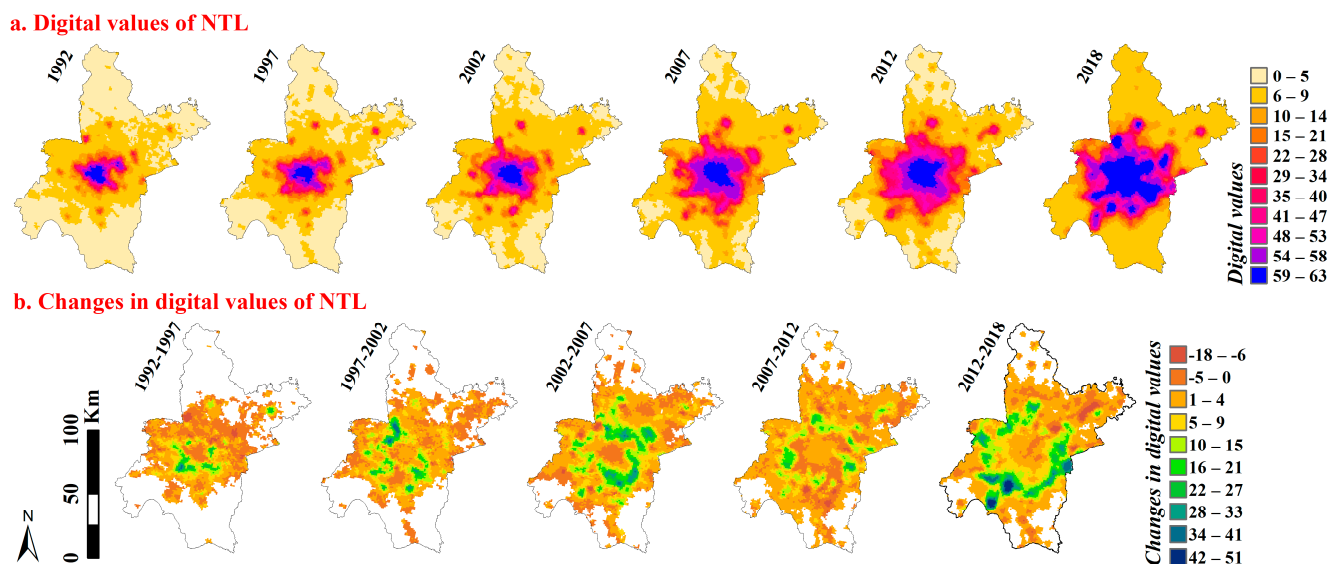 a. Digital values of NTL
1992
1997
2002
2007
2012
2018
Digital values
0 – 5
6 – 9
10 – 14
15 – 21
22 – 28
29 – 34
35 – 40
41 – 47
48 – 53
54 – 58
59 – 63
b. Changes in digital values of NTL
1992-1997
1997-2002
2002-2007
2007-2012
2012-2018
Changes in digital values
-18 – -6
-5 – 0
1 – 4
5 – 9
10 – 15
16 – 21
22 – 27
28 – 33
34 – 41
42 – 51
Km
100
50
0
N